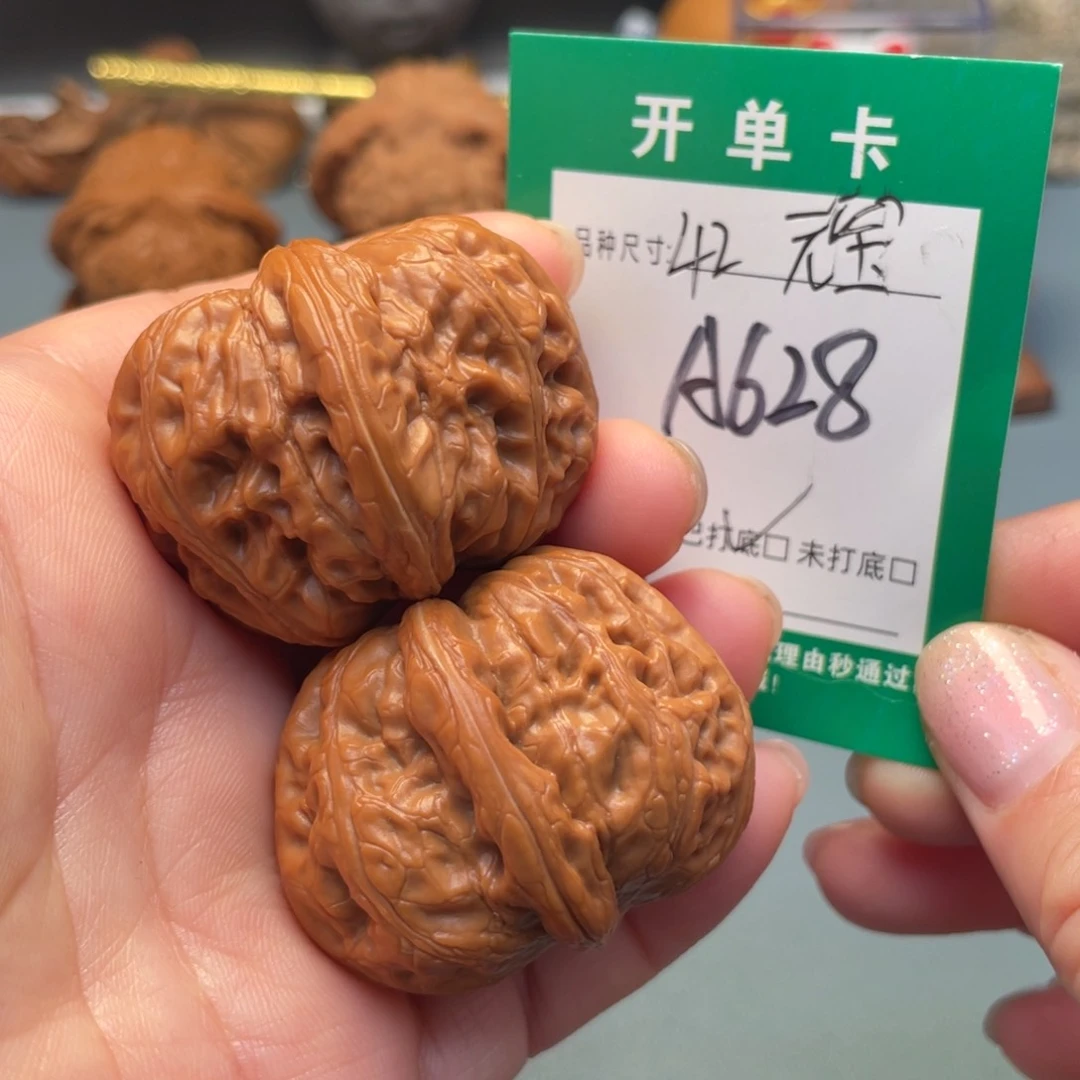 开单卡
品种尺寸:42 元宝
A628
已打底□ 未打底□
理由秒通过
！